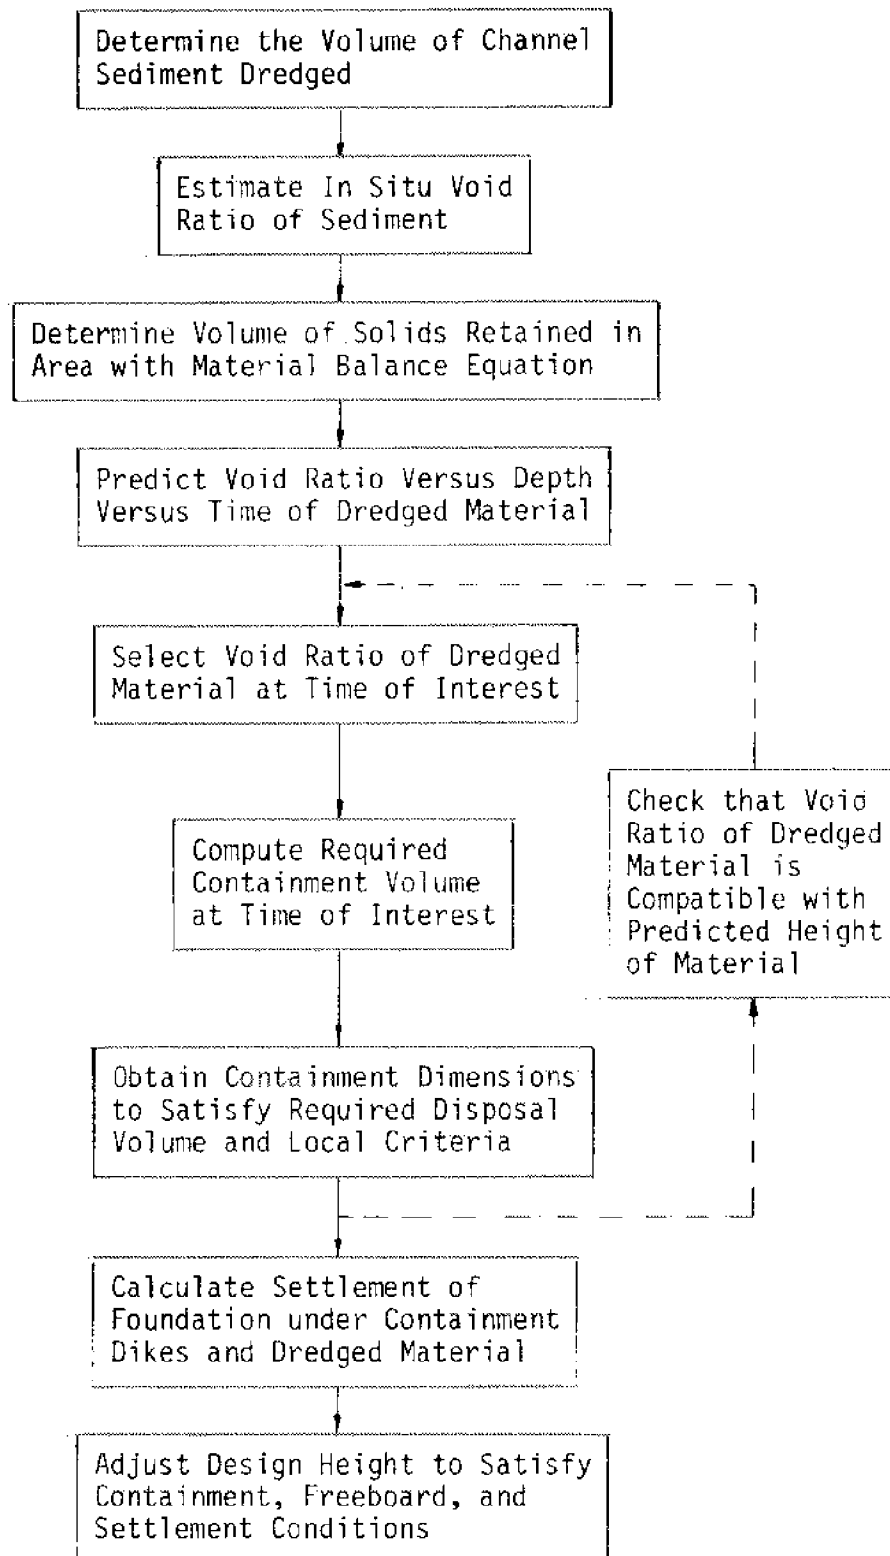 Determine the Volume of Channel
Sediment Dredged
Estimate In Situ Void
Ratio of Sediment
Determine Volume of Solids Retained in
Area with Material Balance Equation
Predict Void Ratio Versus Depth
Versus Time of Dredged Material
Select Void Ratio of Dredged
Material at Time of Interest
Compute Required
Containment Volume
at Time of Interest
Check that Void
Ratio of Dredged
Material is
Compatible with
Predicted Height
of Material
Obtain Containment Dimensions
to Satisfy Required Disposal
Volume and Local Criteria
Calculate Settlement of
Foundation under Containment
Dikes and Dredged Material
Adjust Design Height to Satisfy
Containment, Freeboard, and
Settlement Conditions